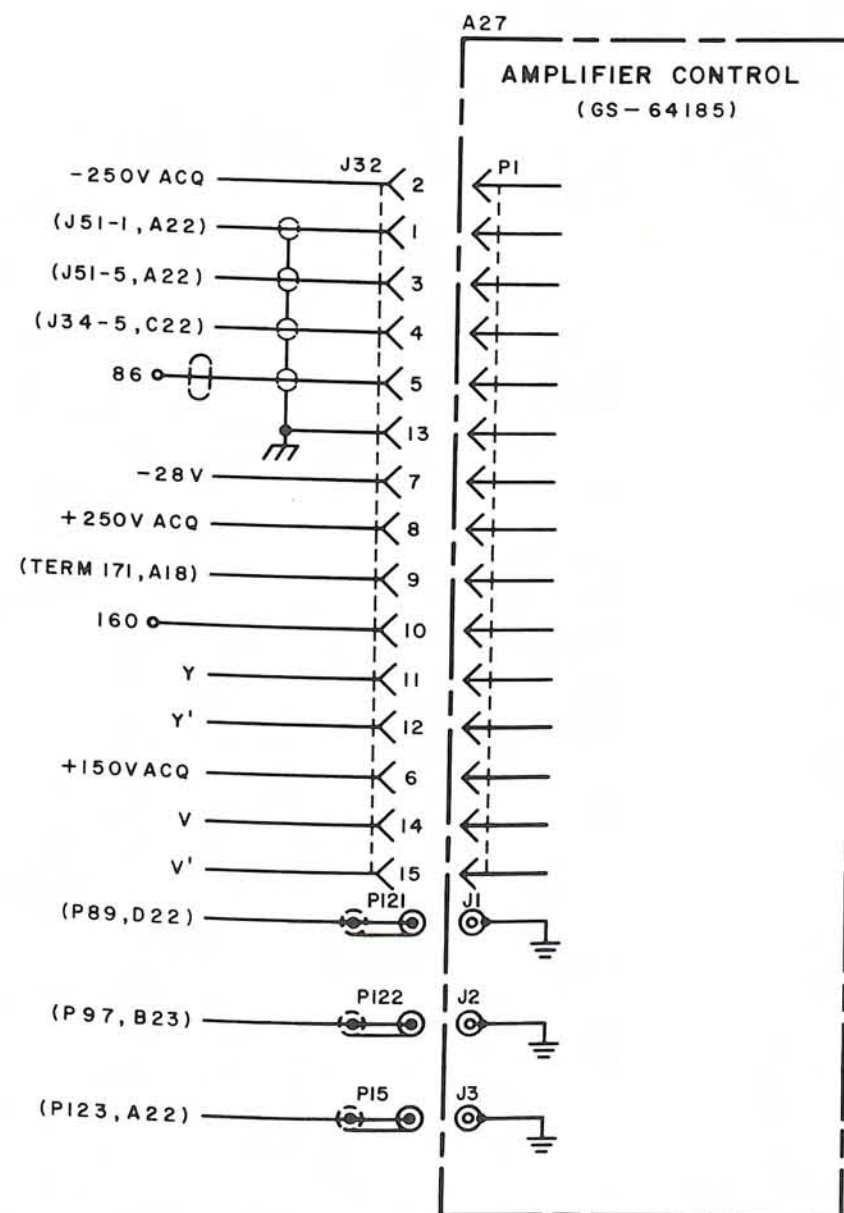 A27
AMPLIFIER CONTROL
(GS-64185)
J32
P1
-250V ACQ
2
(J51-1, A22)
1
(J51-5, A22)
3
(J34-5, C22)
4
86
5
13
-28V
7
+250V ACQ
8
(TERM 171, A18)
9
160
10
Y
11
Y'
12
+150V ACQ
6
V
14
V'
15
(P89, D22)
P121
J1
(P97, B23)
P122
J2
(P123, A22)
P15
J3